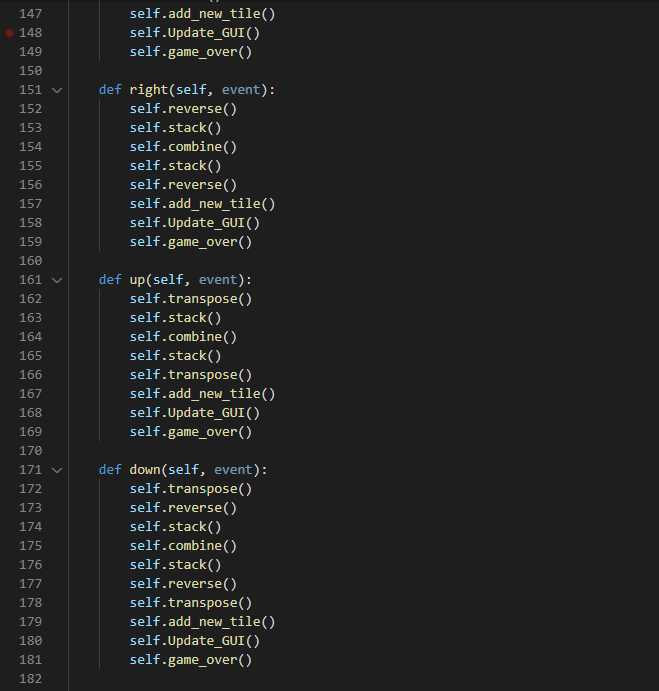 147 self.add_new_tile()
148 self.Update_GUI()
149 self.game_over()
150
151 def right(self, event):
152 self.reverse()
153 self.stack()
154 self.combine()
155 self.stack()
156 self.reverse()
157 self.add_new_tile()
158 self.Update_GUI()
159 self.game_over()
160
161 def up(self, event):
162 self.transpose()
163 self.stack()
164 self.combine()
165 self.stack()
166 self.transpose()
167 self.add_new_tile()
168 self.Update_GUI()
169 self.game_over()
170
171 def down(self, event):
172 self.transpose()
173 self.reverse()
174 self.stack()
175 self.combine()
176 self.stack()
177 self.reverse()
178 self.transpose()
179 self.add_new_tile()
180 self.Update_GUI()
181 self.game_over()
182